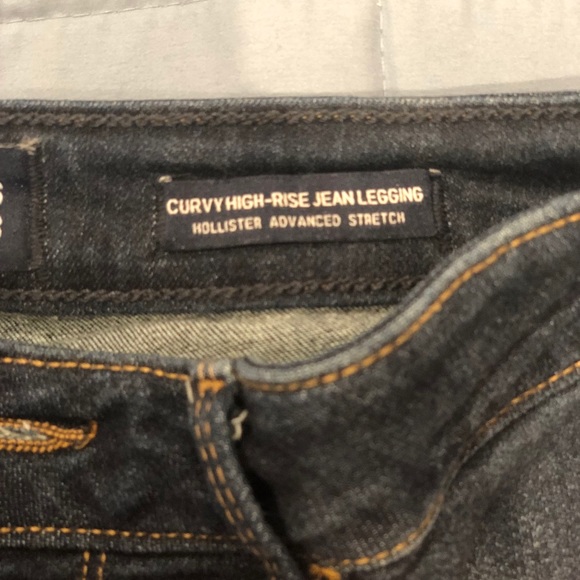 CURVY HIGH-RISE JEAN LEGGING
HOLLISTER ADVANCED STRETCH